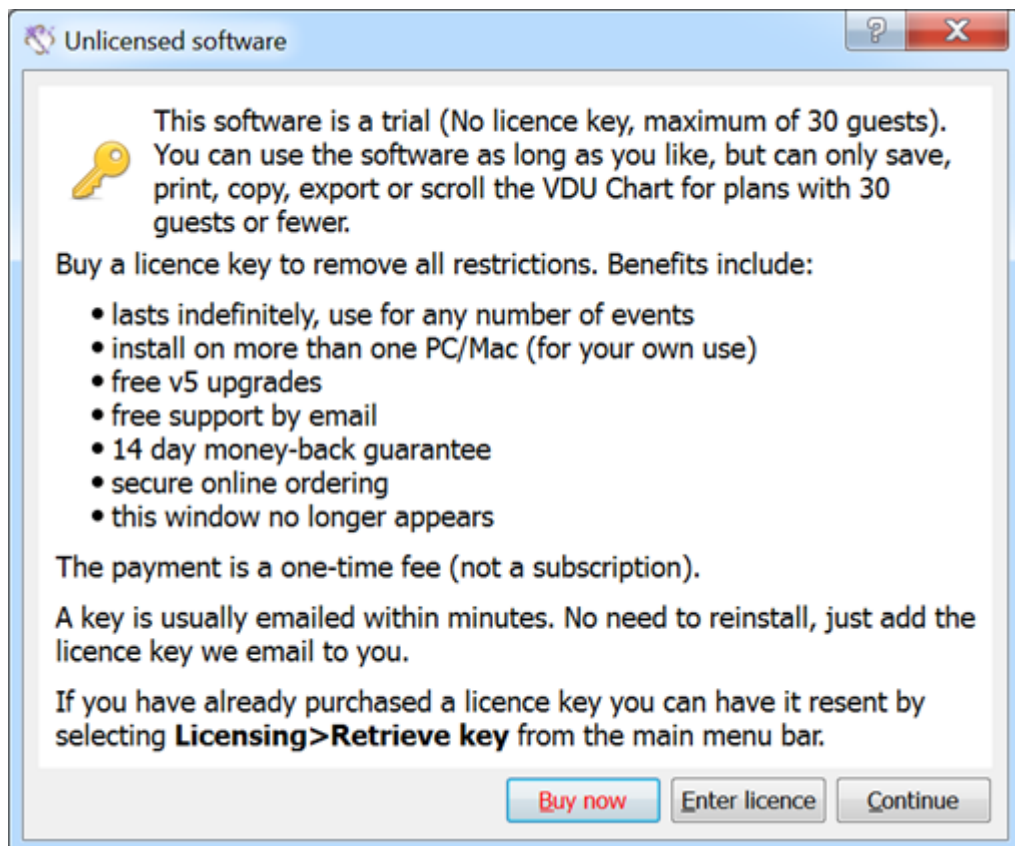 Unlicensed software
This software is a trial (No licence key, maximum of 30 guests).
You can use the software as long as you like, but can only save,
print, copy, export or scroll the VDU Chart for plans with 30
guests or fewer.
Buy a licence key to remove all restrictions. Benefits include:
• lasts indefinitely, use for any number of events
• install on more than one PC/Mac (for your own use)
• free v5 upgrades
• free support by email
• 14 day money-back guarantee
• secure online ordering
• this window no longer appears
The payment is a one-time fee (not a subscription).
A key is usually emailed within minutes. No need to reinstall, just add the
licence key we email to you.
If you have already purchased a licence key you can have it resent by
selecting Licensing>Retrieve key from the main menu bar.
Buy now Enter licence Continue